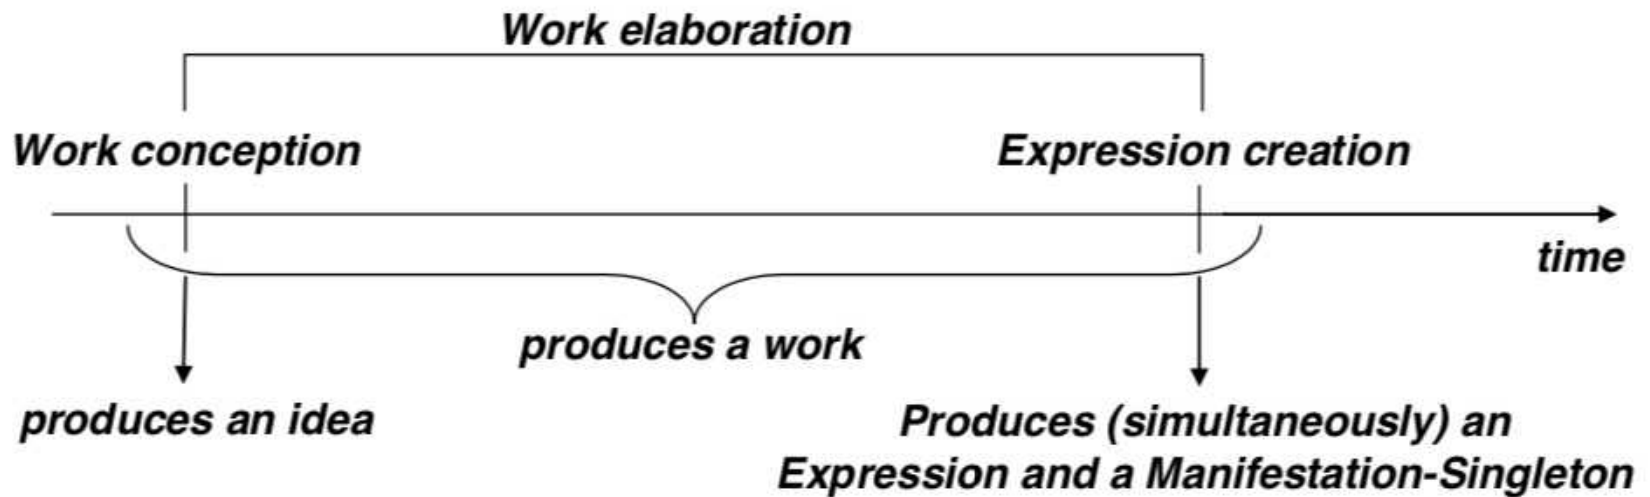 Work elaboration
Work conception
Expression creation
time
produces a work
produces an idea
Produces (simultaneously) an
Expression and a Manifestation-Singleton